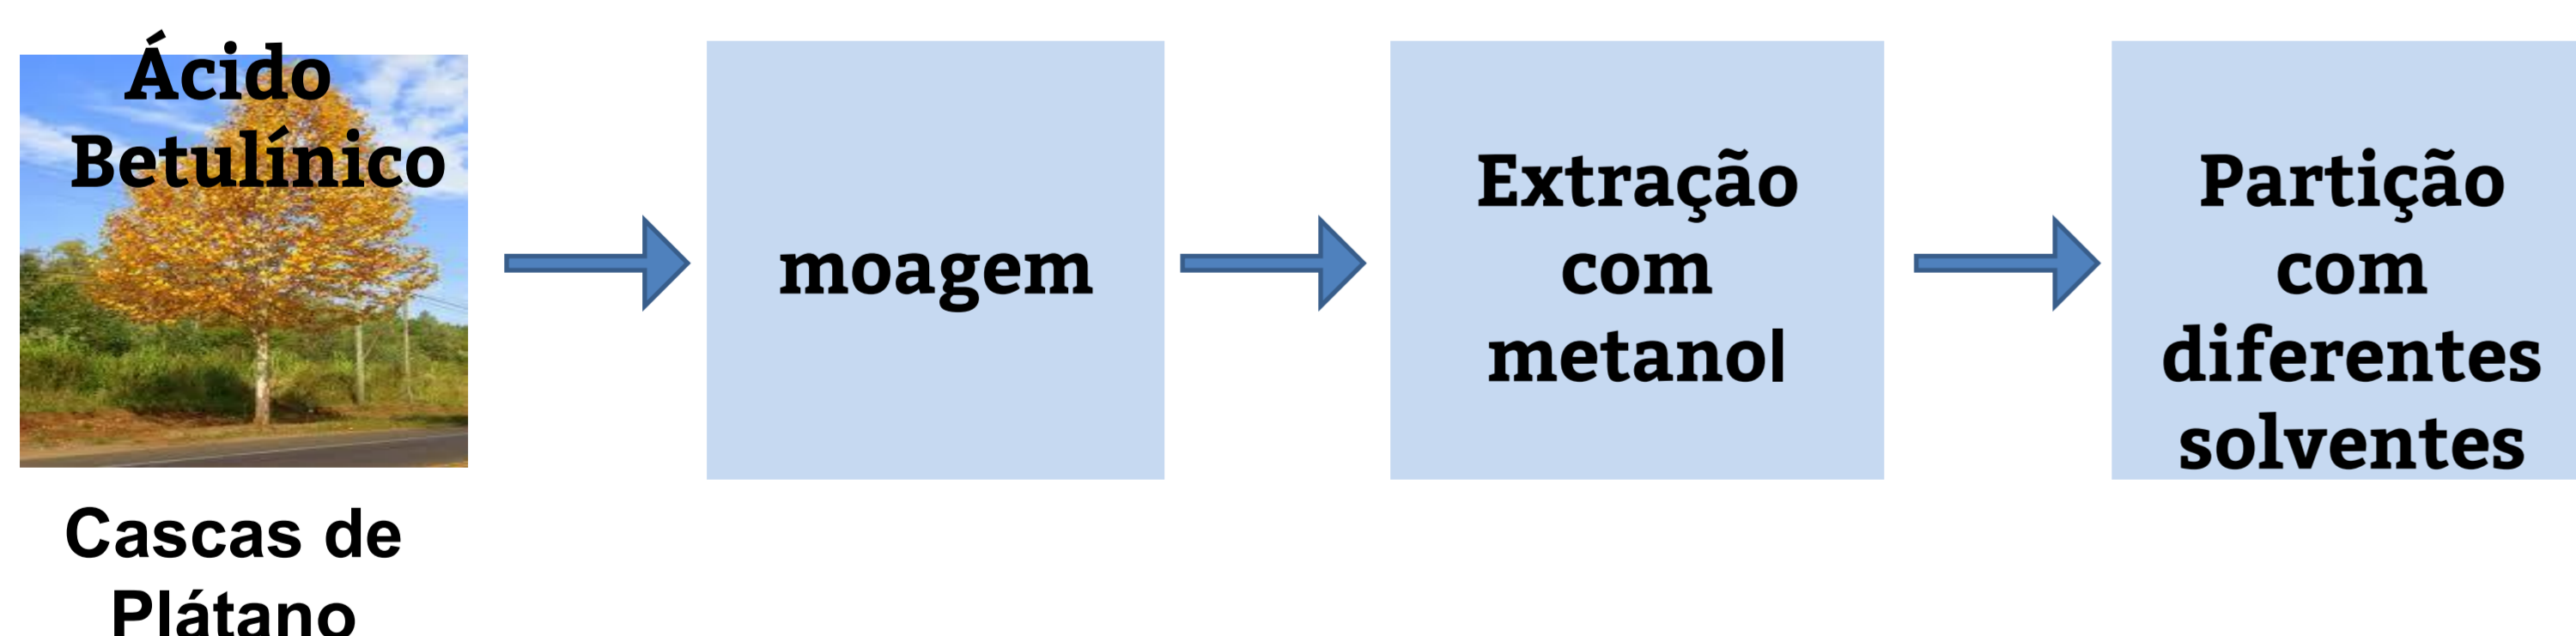 Ácido
Betulínico
Cascas de
Plátano
moagem
Extração
com
metanol
Partição
com
diferentes
solventes